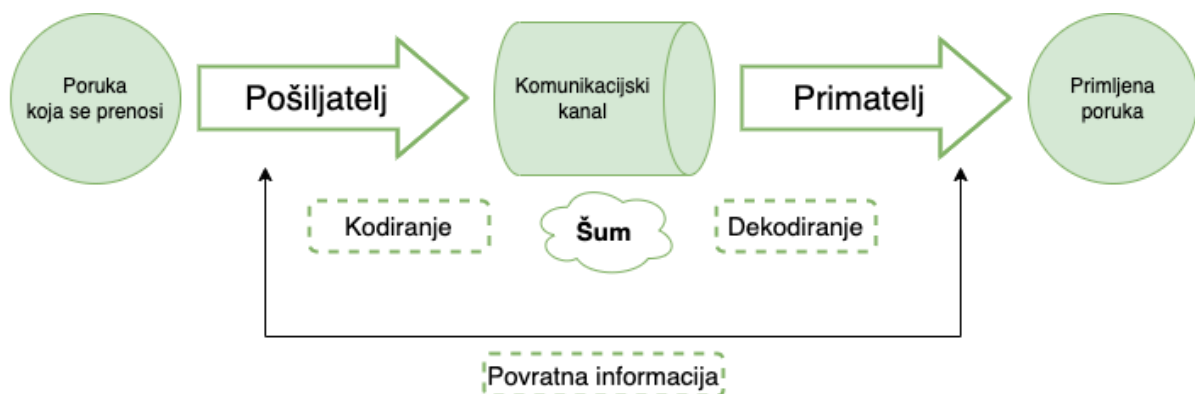 Poruka
koja se prenosi
Pošiljatelj
Komunikacijski
kanal
Primatelj
Primljena
poruka
Kodiranje
Šum
Dekodiranje
Povratna informacija